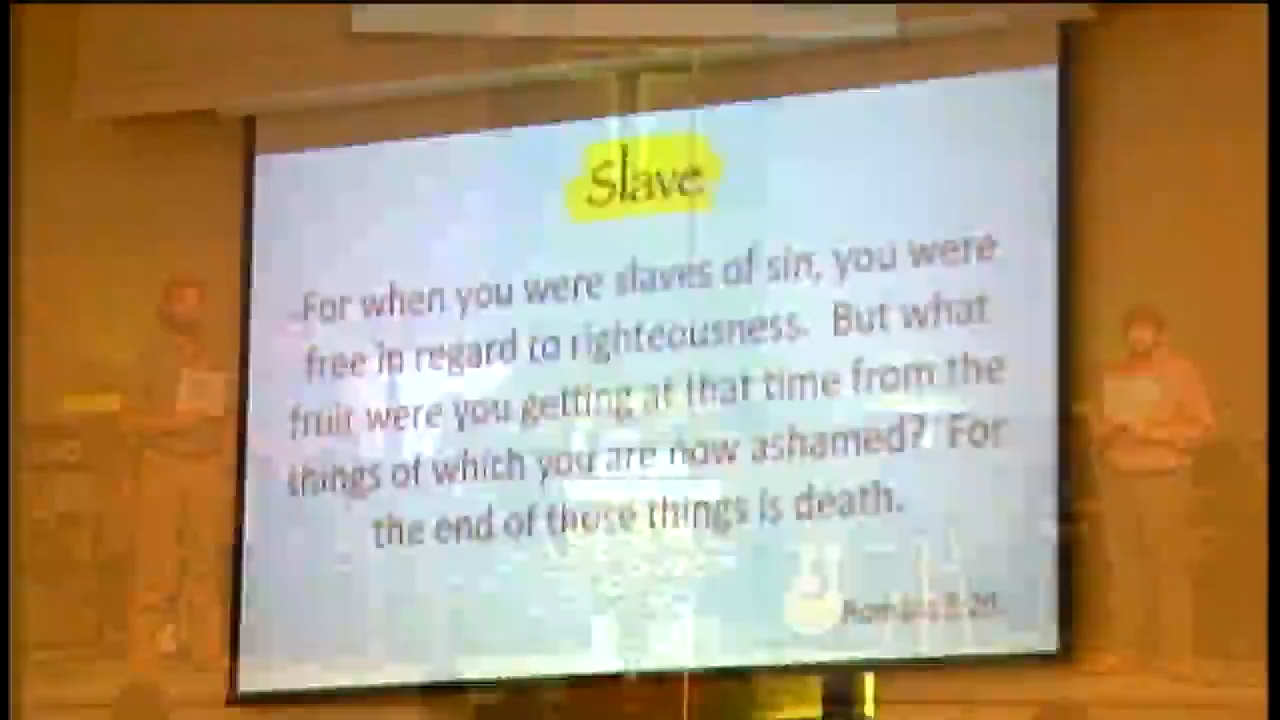 Slave
For when you were slaves of sin, you were
free in regard to righteousness. But what
fruit were you getting at that time from the
things of which you are now ashamed? For
the end of those things is death.